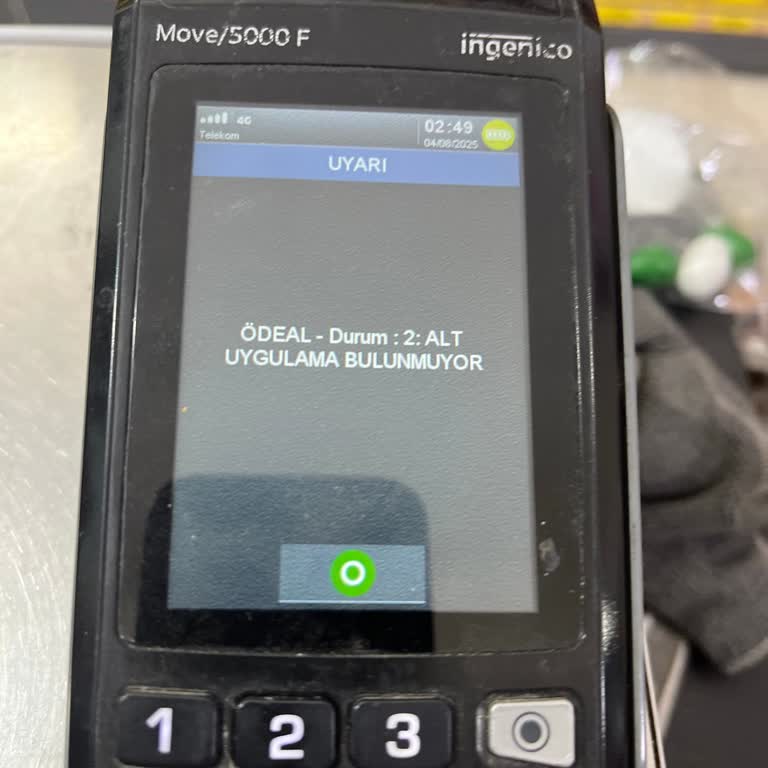 Move/5000 F
ingenico
4G
02:49
Telekom
04/08/2025
UYARI
ÖDEAL - Durum : 2: ALT
UYGULAMA BULUNMUYOR
1 2 3